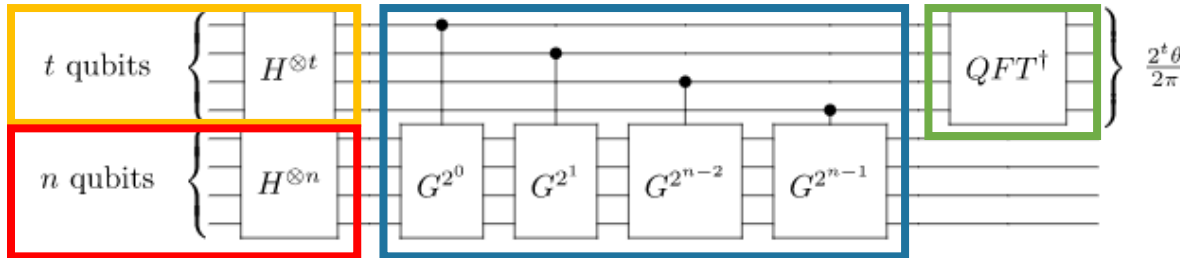 t qubits
H⊗t
QFT†
2^tθ
2π
n qubits
H⊗n
G^{2^0}
G^{2^1}
G^{2^{n−2}}
G^{2^{n−1}}